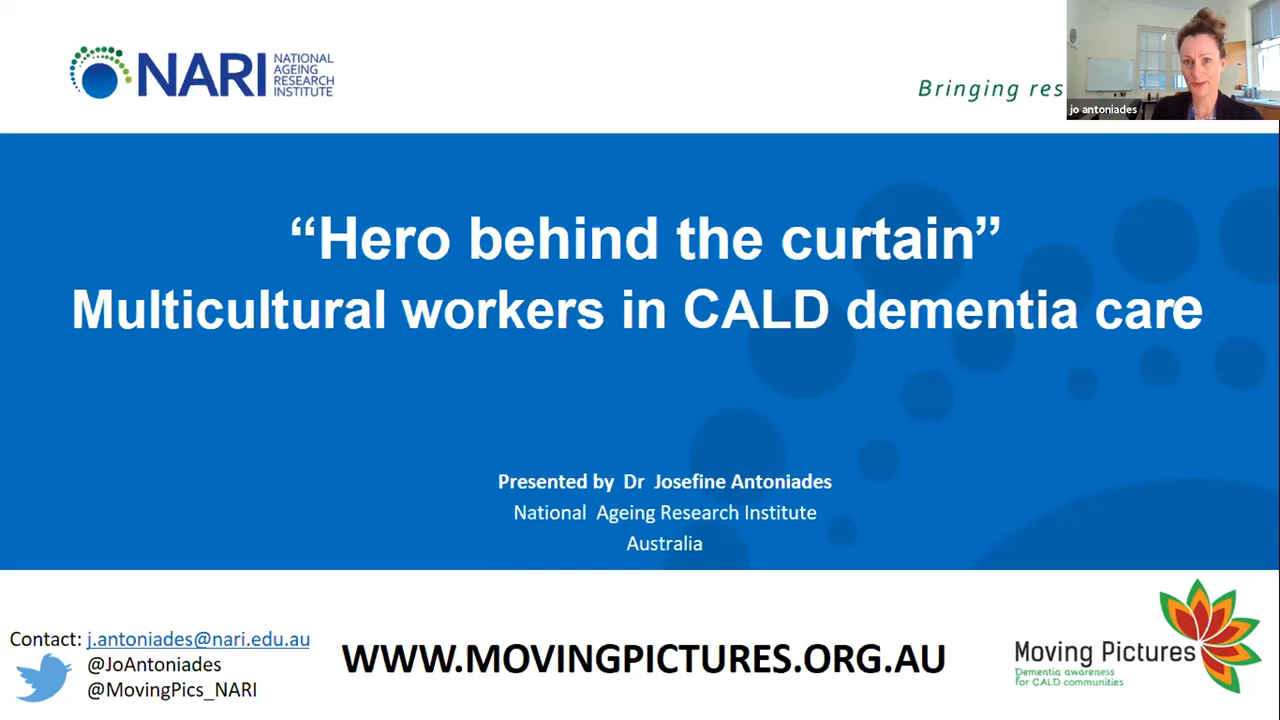 NARI
NATIONAL
AGEING
RESEARCH
INSTITUTE
Bringing res
jo antoniades
“Hero behind the curtain”
Multicultural workers in CALD dementia care
Presented by Dr Josefine Antoniades
National Ageing Research Institute
Australia
Contact: j.antoniades@nari.edu.au
@JoAntoniades
@MovingPics_NARI
WWW.MOVINGPICTURES.ORG.AU
Moving Pictures
Dementia awareness
for CALD communities